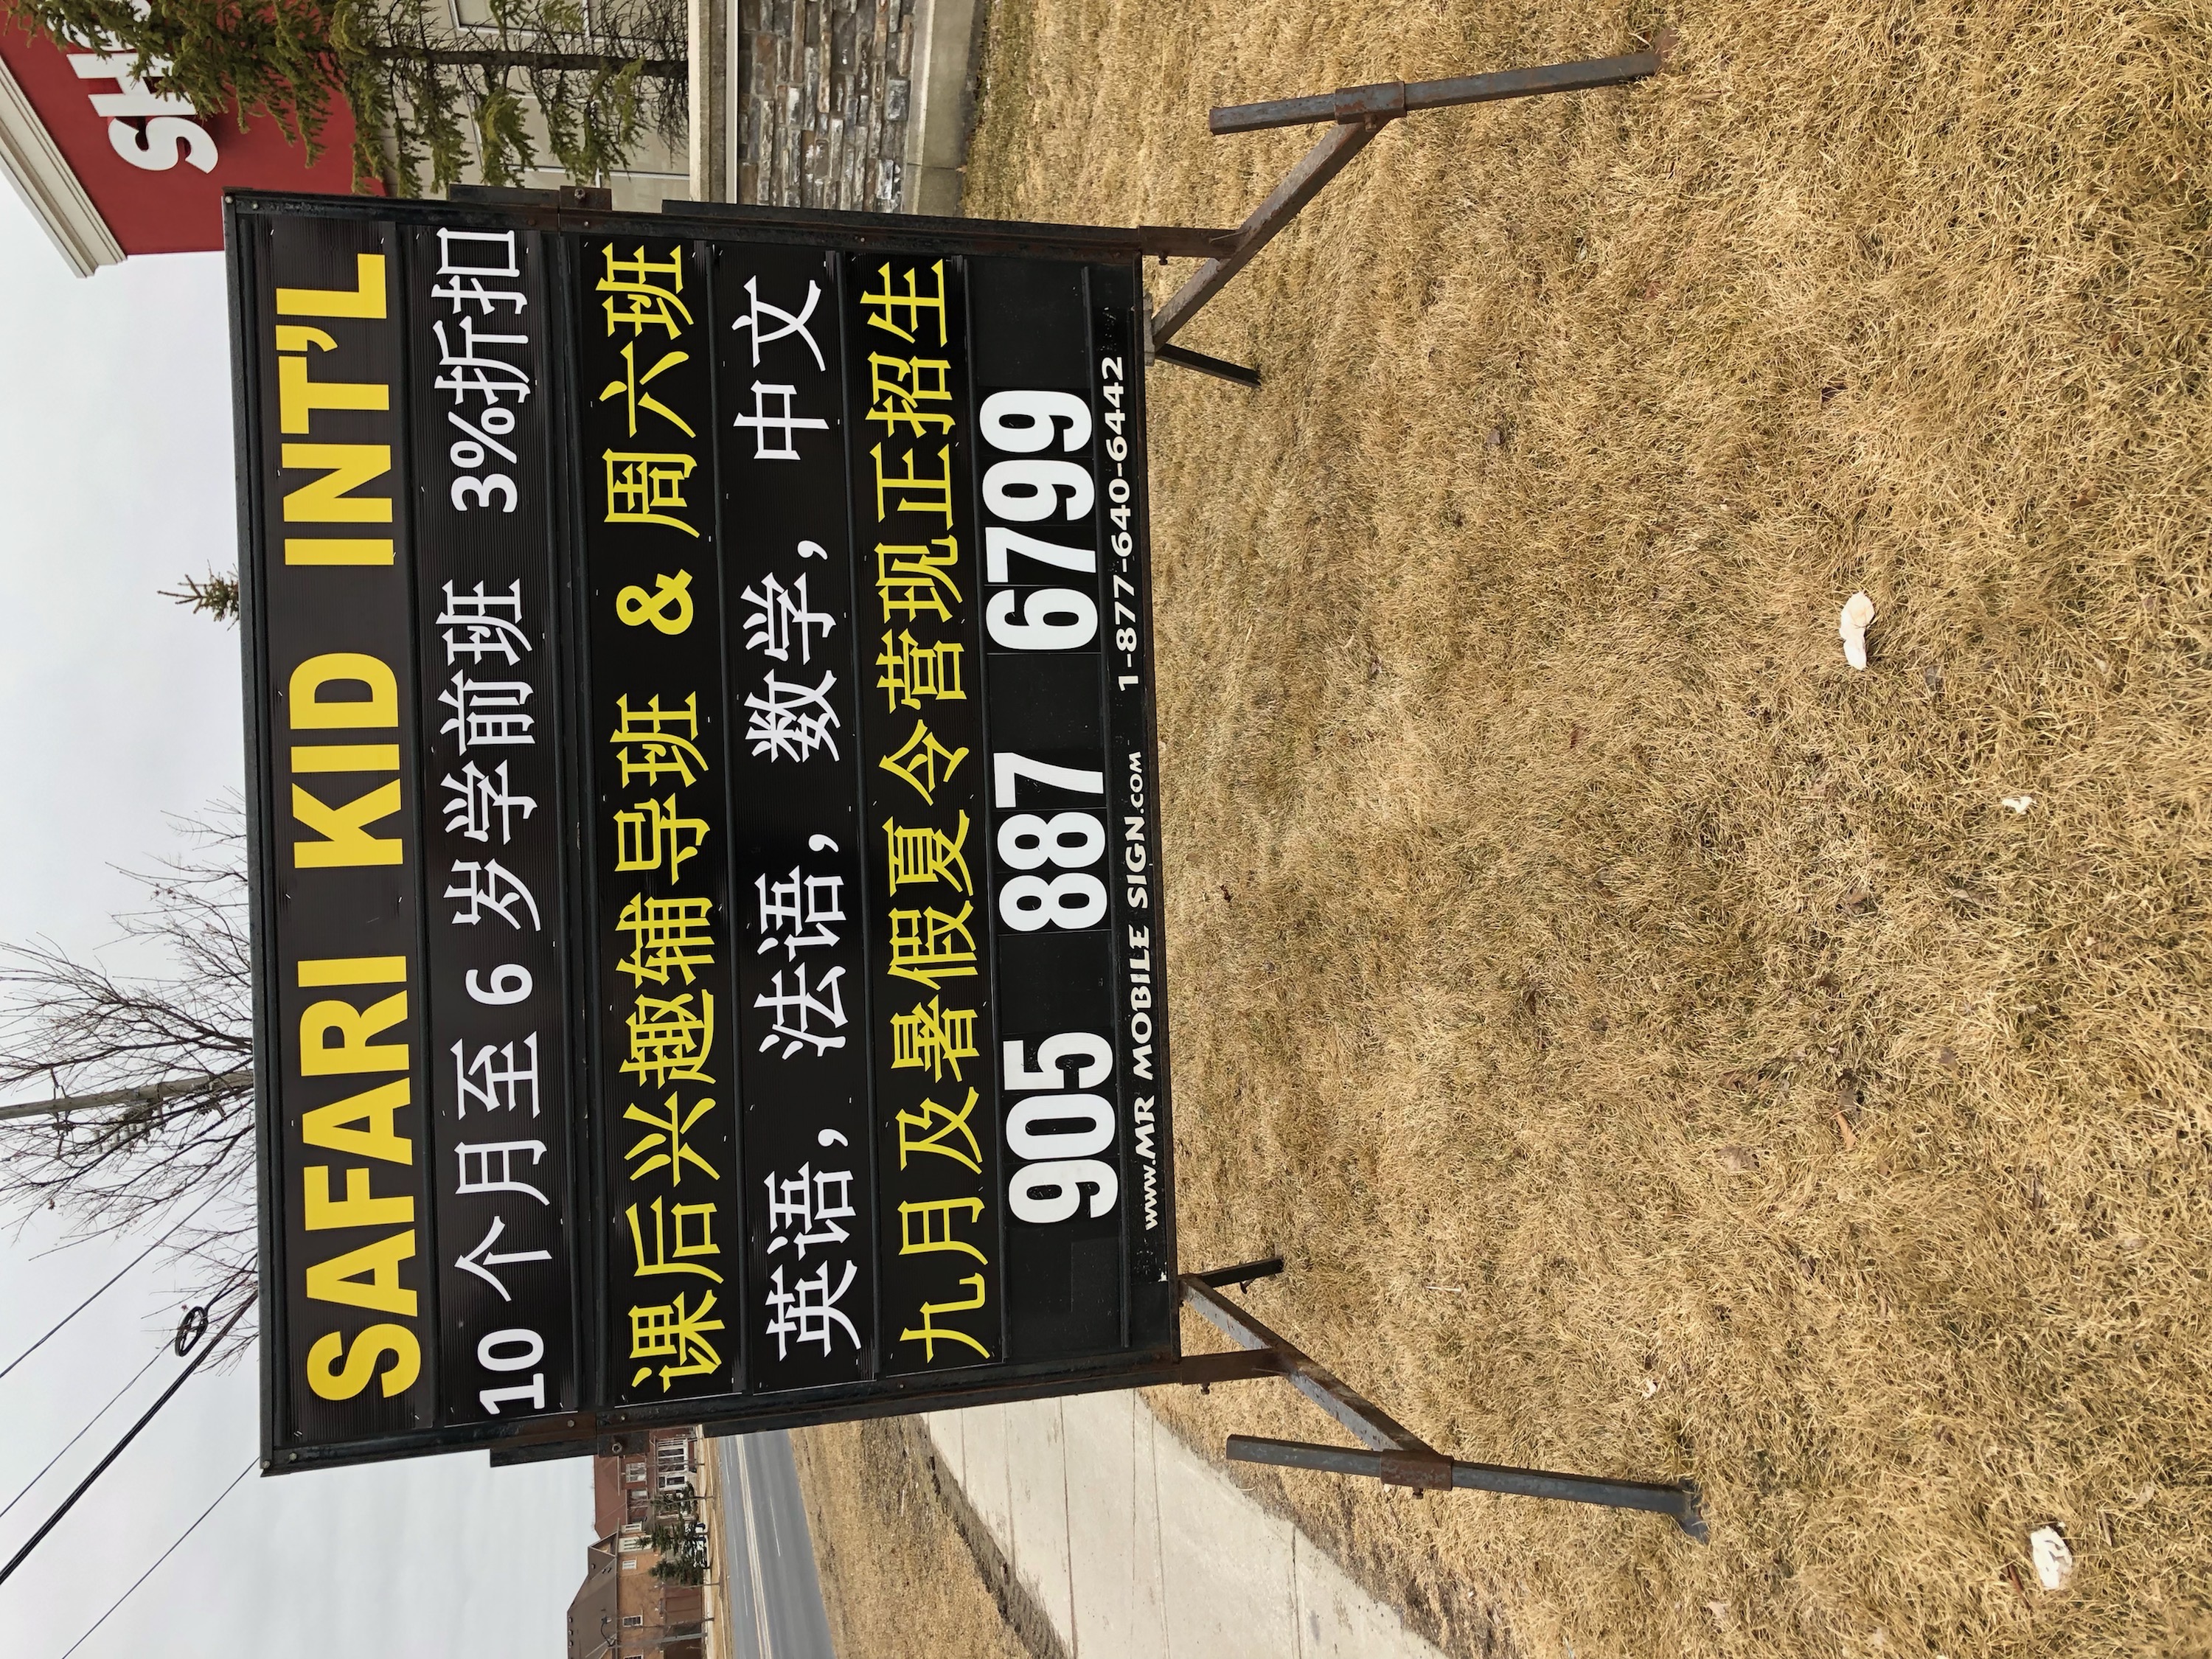 SAFARI KID INT'L
10 个月至 6 岁学前班 3%折扣
课后兴趣辅导班 & 周六班
英语, 法语, 数学, 中文
九月及暑假夏令营现正招生
905 887 6799
www.MR MOBILE SIGN.com 1-877-640-6442